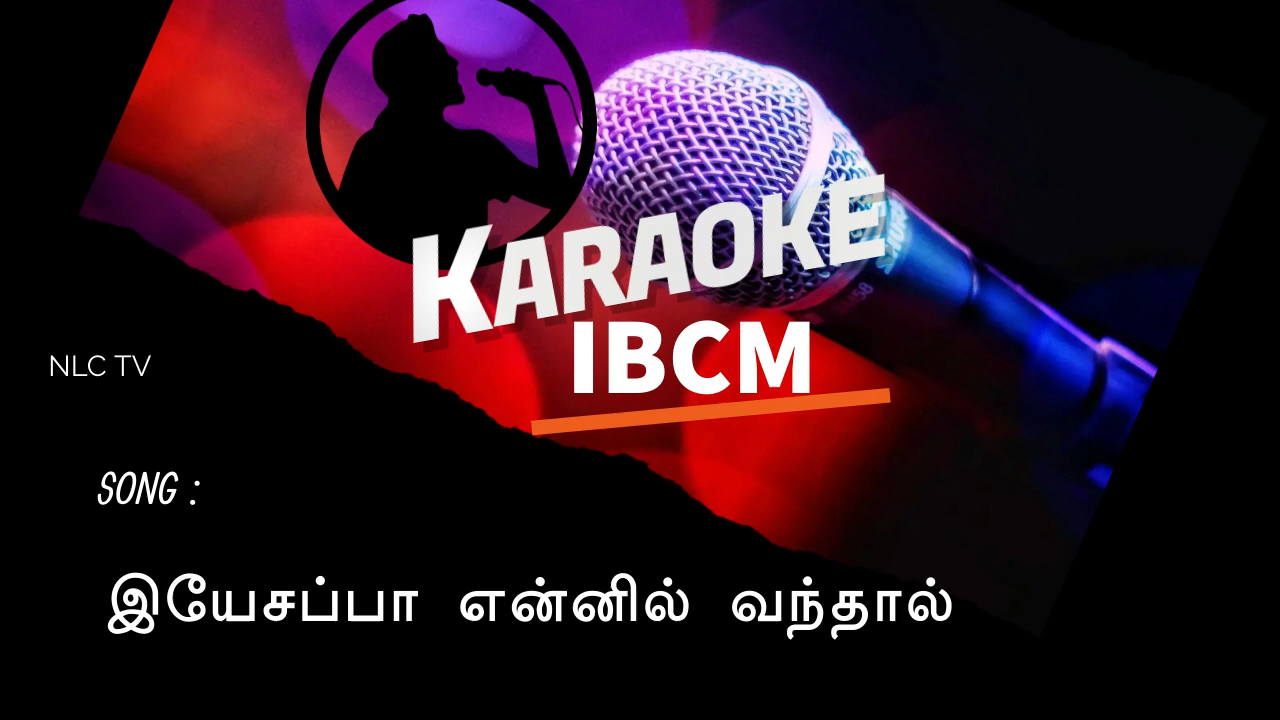 KARAOKE
IBCM
NLC TV
SONG :
இயேசப்பா என்னில் வந்தால்